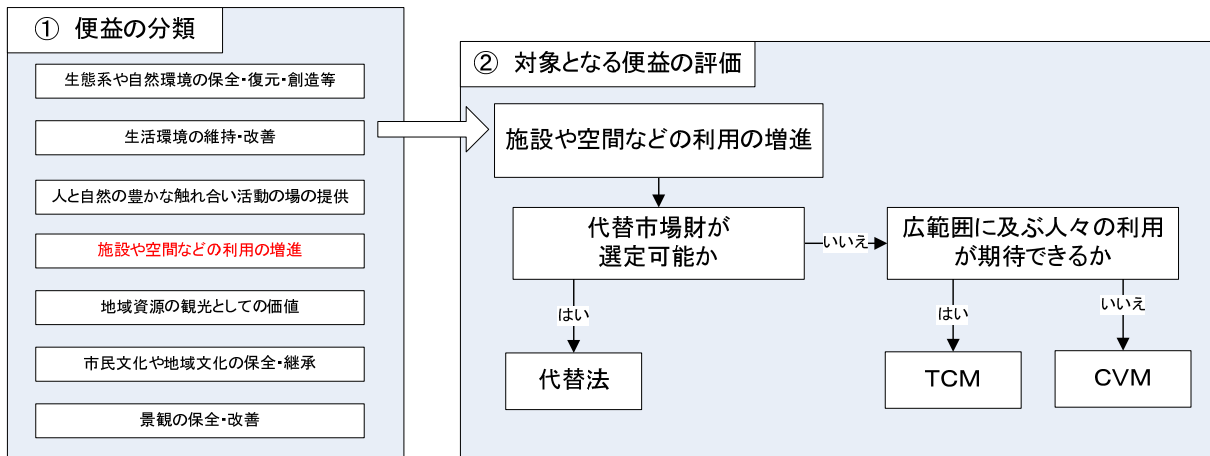 ① 便益の分類
生態系や自然環境の保全・復元・創造等
生活環境の維持・改善
人と自然の豊かな触れ合い活動の場の提供
施設や空間などの利用の増進
地域資源の観光としての価値
市民文化や地域文化の保全・継承
景観の保全・改善
② 対象となる便益の評価
施設や空間などの利用の増進
代替市場財が
選定可能か
いいえ
広範囲に及ぶ人々の利用
が期待できるか
はい
はい
いいえ
代替法
TCM
CVM